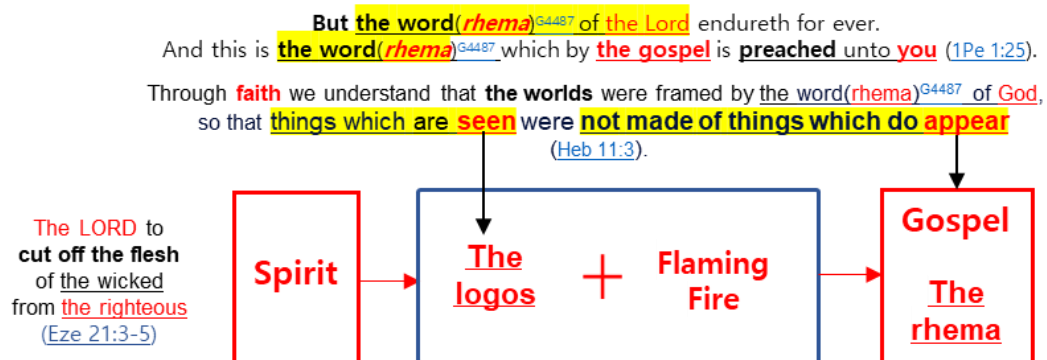 But the word(rhema)G4487 of the Lord endureth for ever.
And this is the word(rhema)G4487 which by the gospel is preached unto you (1Pe 1:25).
Through faith we understand that the worlds were framed by the word(rhema)G4487 of God,
so that things which are seen were not made of things which do appear
(Heb 11:3).
The LORD to
cut off the flesh
of the wicked
from the righteous
(Eze 21:3-5)
Spirit
The
logos
+
Flaming
Fire
Gospel
The
rhema